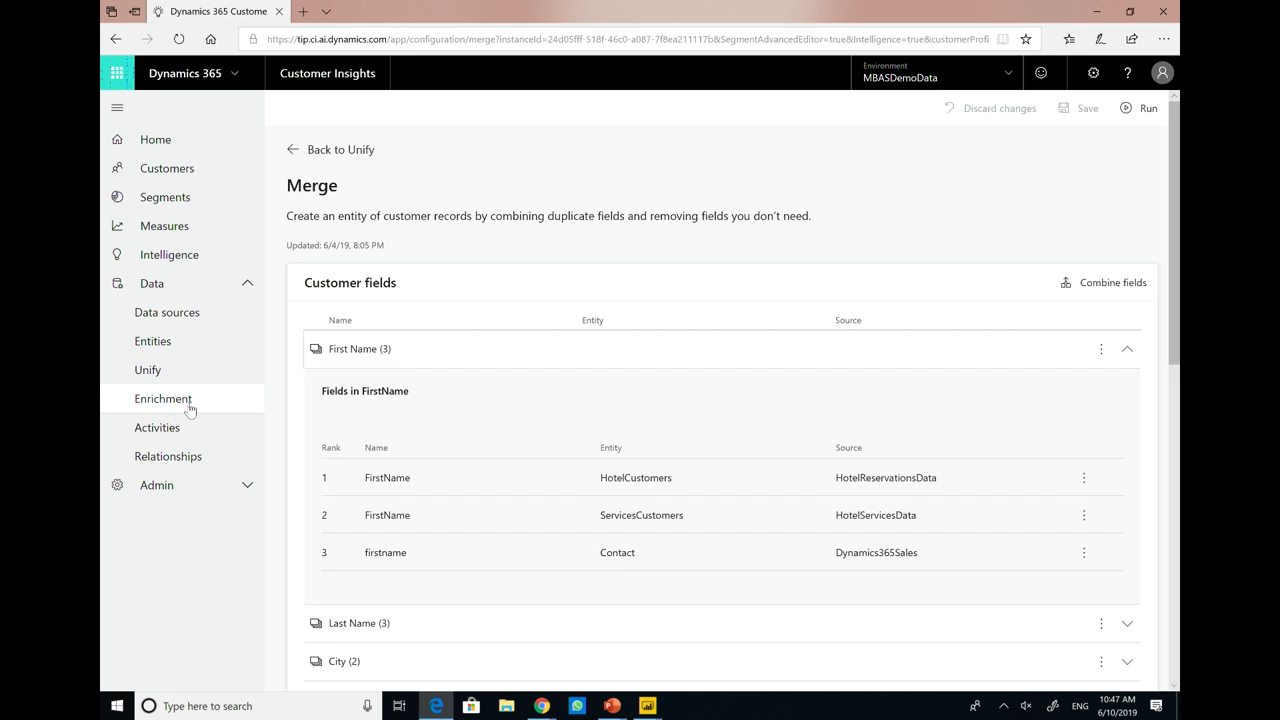 Dynamics 365 Custome
https://tip.ci.ai.dynamics.com/app/configuration/merge?instanceId=24d05fff-518f-46c0-a087-7f8ea211117b&SegmentAdvancedEditor=true&Intelligence=true&customerProfi
Dynamics 365
Customer Insights
Environment
MBASDemoData
Discard changes
Save
Run
Home
Customers
Segments
Measures
Intelligence
Data
Data sources
Entities
Unify
Enrichment
Activities
Relationships
Admin
Back to Unify
Merge
Create an entity of customer records by combining duplicate fields and removing fields you don't need.
Updated: 6/4/19, 8:05 PM
Customer fields
Combine fields
Name Entity Source
First Name (3)
Fields in FirstName
Rank Name Entity Source
1 FirstName HotelCustomers HotelReservationsData
2 FirstName ServicesCustomers HotelServicesData
3 firstname Contact Dynamics365Sales
Last Name (3)
City (2)
Type here to search
ENG
10:47 AM
6/10/2019